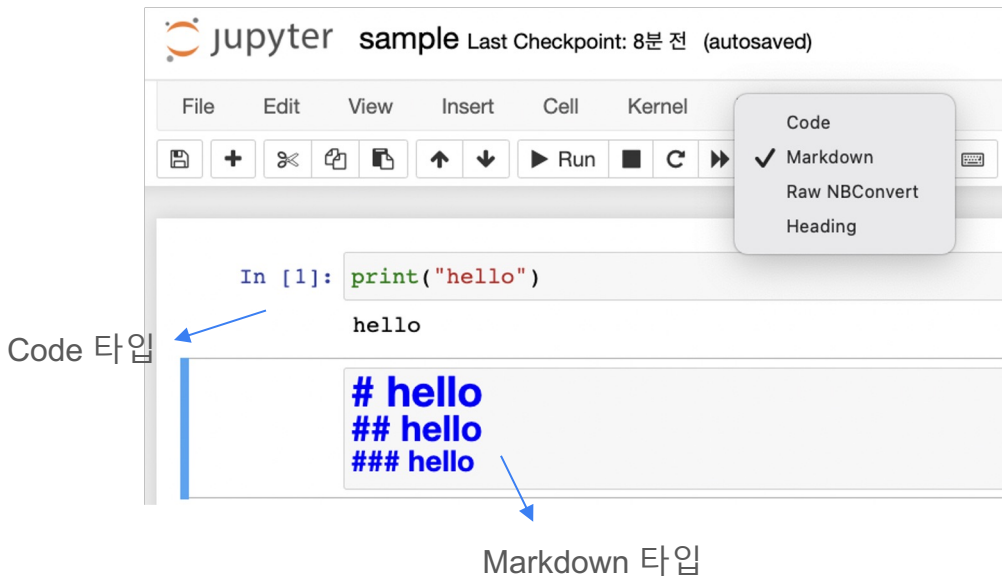 jupyter sample Last Checkpoint: 8분 전 (autosaved)
File Edit View Insert Cell Kernel
Code
Markdown
Raw NBConvert
Heading
Run
In [1]: print("hello")
hello
Code 타입
# hello
## hello
### hello
Markdown 타입